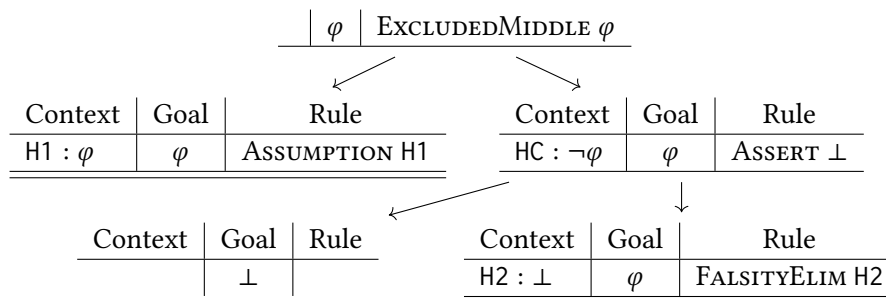 φ ExcludedMiddle φ
Context Goal Rule Context Goal Rule
H1 : φ φ Assumption H1 HC : ¬φ φ Assert ⊥
Context Goal Rule Context Goal Rule
⊥ H2 : ⊥ φ FalsityElim H2